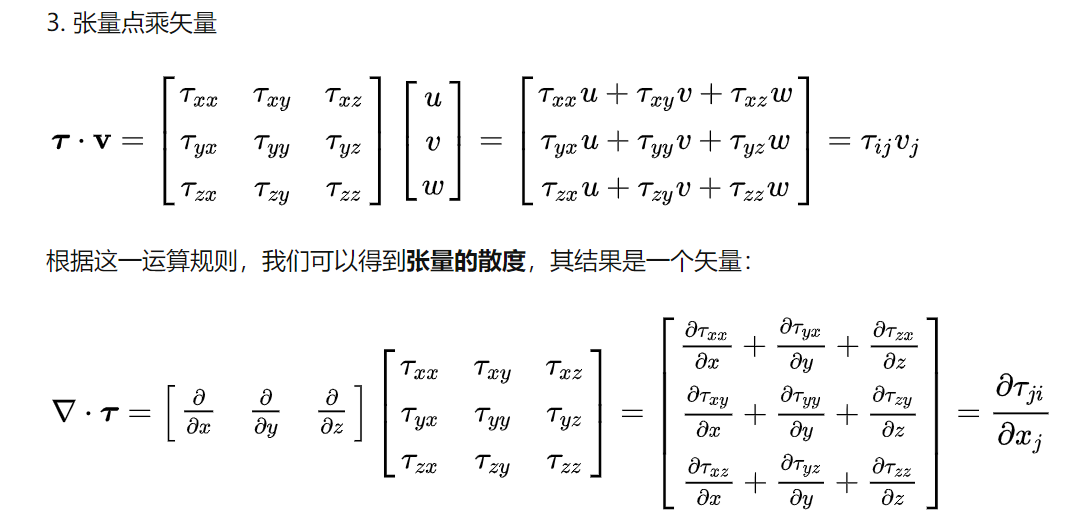 3. 张量点乘矢量
$\boldsymbol{\tau} \cdot \mathbf{v} = \begin{bmatrix} \tau_{xx} & \tau_{xy} & \tau_{xz} \\ \tau_{yx} & \tau_{yy} & \tau_{yz} \\ \tau_{zx} & \tau_{zy} & \tau_{zz} \end{bmatrix} \begin{bmatrix} u \\ v \\ w \end{bmatrix} = \begin{bmatrix} \tau_{xx}u + \tau_{xy}v + \tau_{xz}w \\ \tau_{yx}u + \tau_{yy}v + \tau_{yz}w \\ \tau_{zx}u + \tau_{zy}v + \tau_{zz}w \end{bmatrix} = \tau_{ij}v_j$
根据这一运算规则，我们可以得到张量的散度，其结果是一个矢量：
$\nabla \cdot \boldsymbol{\tau} = \begin{bmatrix} \frac{\partial}{\partial x} & \frac{\partial}{\partial y} & \frac{\partial}{\partial z} \end{bmatrix} \begin{bmatrix} \tau_{xx} & \tau_{xy} & \tau_{xz} \\ \tau_{yx} & \tau_{yy} & \tau_{yz} \\ \tau_{zx} & \tau_{zy} & \tau_{zz} \end{bmatrix} = \begin{bmatrix} \frac{\partial \tau_{xx}}{\partial x} + \frac{\partial \tau_{yx}}{\partial y} + \frac{\partial \tau_{zx}}{\partial z} \\ \frac{\partial \tau_{xy}}{\partial x} + \frac{\partial \tau_{yy}}{\partial y} + \frac{\partial \tau_{zy}}{\partial z} \\ \frac{\partial \tau_{xz}}{\partial x} + \frac{\partial \tau_{yz}}{\partial y} + \frac{\partial \tau_{zz}}{\partial z} \end{bmatrix} = \frac{\partial \tau_{ji}}{\partial x_j}$